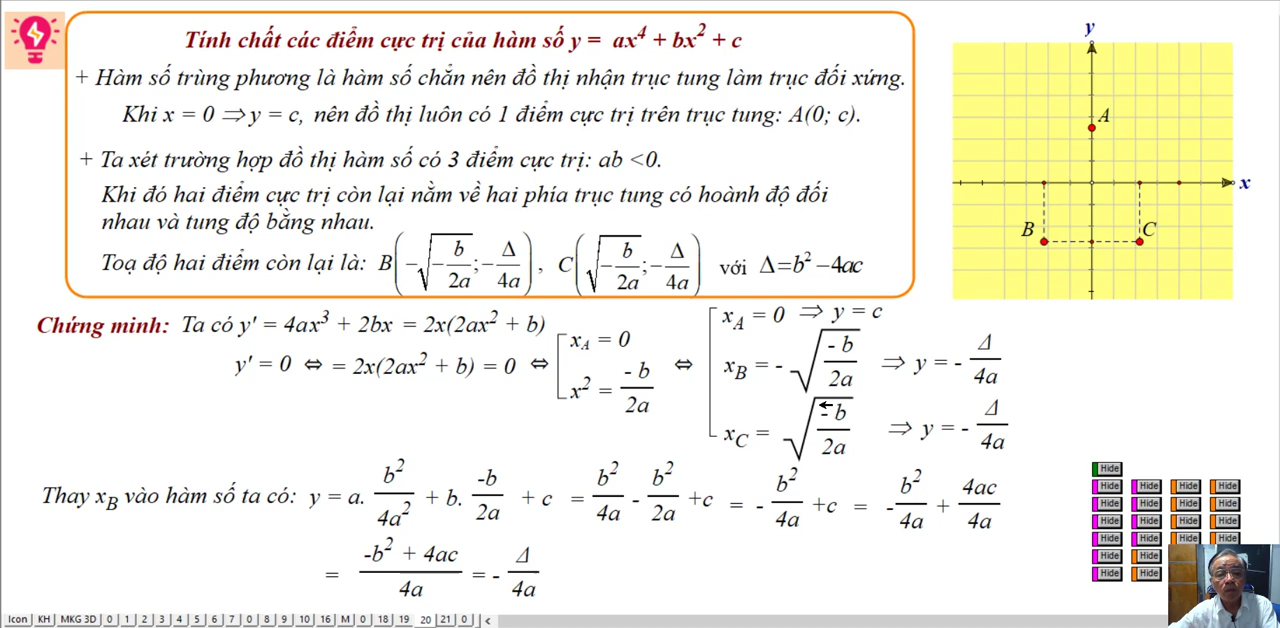 Tính chất các điểm cực trị của hàm số y = ax⁴ + bx² + c
+ Hàm số trùng phương là hàm số chẵn nên đồ thị nhận trục tung làm trục đối xứng.
Khi x = 0 ⇒ y = c, nên đồ thị luôn có 1 điểm cực trị trên trục tung: A(0; c).
+ Ta xét trường hợp đồ thị hàm số có 3 điểm cực trị: ab <0.
Khi đó hai điểm cực trị còn lại nằm về hai phía trục tung có hoành độ đối
nhau và tung độ bằng nhau.
Toạ độ hai điểm còn lại là: B(-√(-b/2a); -Δ/4a), C(√(-b/2a); -Δ/4a) với Δ=b²-4ac
y
A
x
B
C
Chứng minh: Ta có y' = 4ax³ + 2bx = 2x(2ax² + b)
y' = 0 ⇔ = 2x(2ax² + b) = 0 ⇔ [ x_A = 0
x² = -b/2a
⇔ [ x_A = 0 ⇒ y = c
x_B = -√(-b/2a) ⇒ y = -Δ/4a
x_C = √(-b/2a) ⇒ y = -Δ/4a
Thay x_B vào hàm số ta có: y = a. b²/4a² + b. -b/2a + c = b²/4a - b²/2a +c = - b²/4a +c = - b²/4a + 4ac/4a
= (-b² + 4ac)/4a = - Δ/4a
Hide
Hide Hide Hide Hide
Hide Hide Hide Hide
Hide Hide Hide Hide
Hide Hide Hide Hide
Hide Hide
Hide Hide
Icon KH MKG 3D 0 1 2 3 4 5 6 7 0 8 9 10 16 M 0 18 19 20 21 0 <